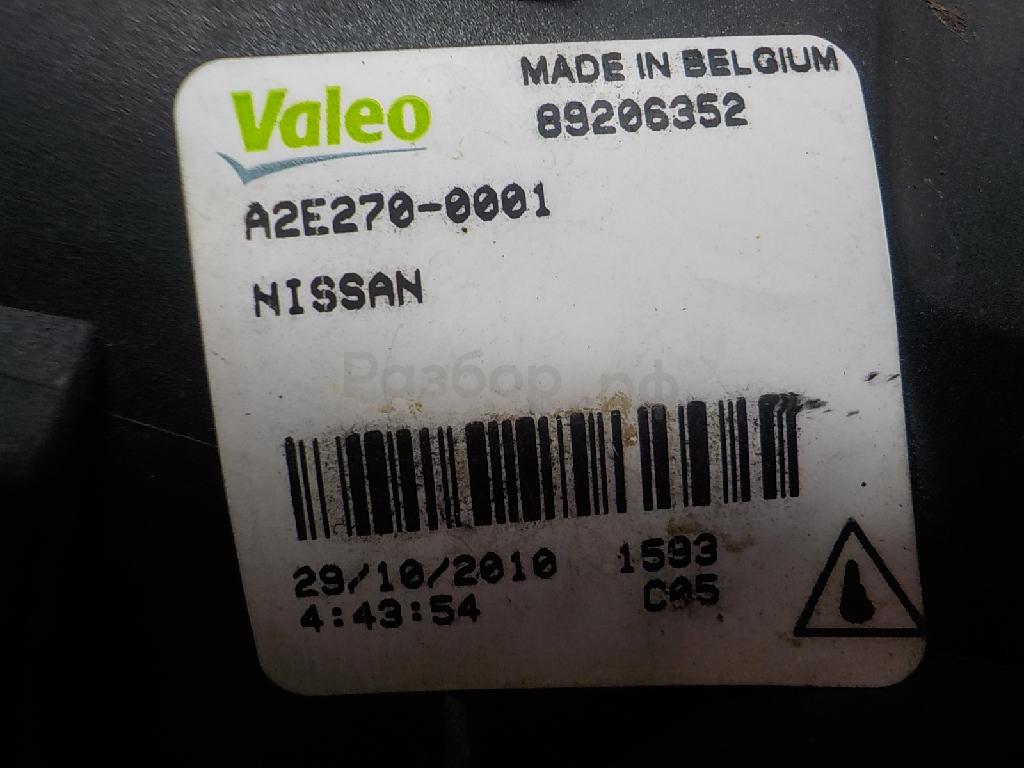 MADE IN BELGIUM
Valeo
89206352
A2E270-0001
NISSAN
Разбор.рф
29/10/2010 1593
4:43:54 C05